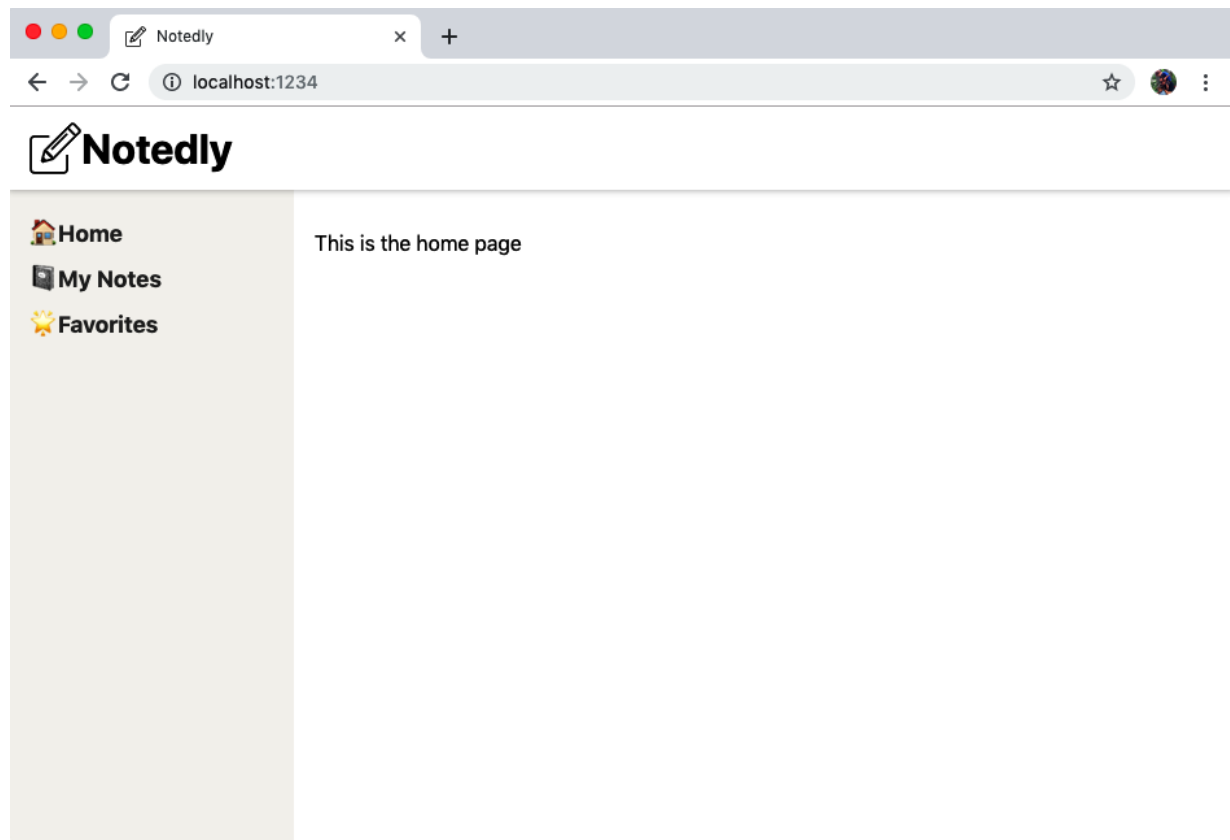 Notedly
localhost:1234
Notedly
Home
My Notes
Favorites
This is the home page